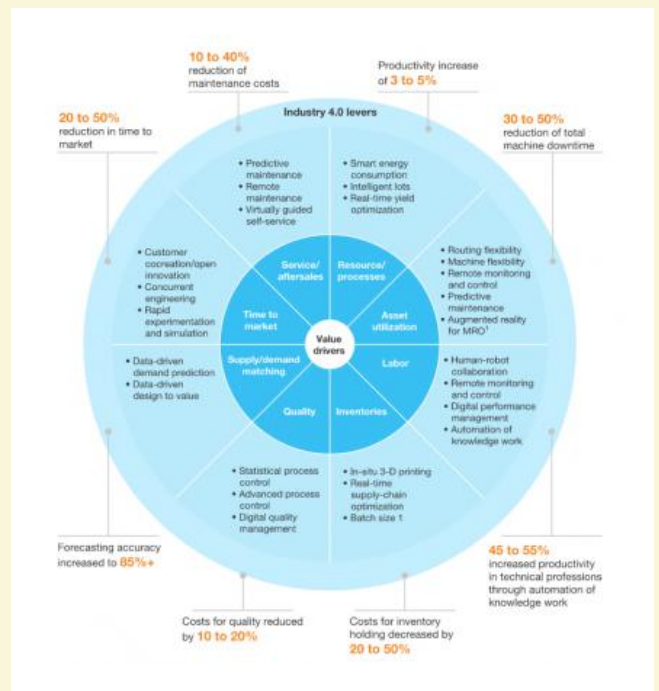 10 to 40%
reduction of
maintenance costs
Productivity increase
of 3 to 5%
20 to 50%
reduction in time to
market
Industry 4.0 levers
30 to 50%
reduction of total
machine downtime
• Predictive
maintenance
• Remote
maintenance
• Virtually guided
self-service
• Smart energy
consumption
• Intelligent lots
• Real-time yield
optimization
• Customer
cocreation/open
innovation
• Concurrent
engineering
• Rapid
experimentation
and simulation
Service/
aftersales
Resource/
processes
• Routing flexibility
• Machine flexibility
• Remote monitoring
and control
• Predictive
maintenance
• Augmented reality
for MRO¹
Time to
market
Asset
utilization
Value
drivers
• Data-driven
demand prediction
• Data-driven
design to value
Supply/demand
matching
Labor
• Human-robot
collaboration
• Remote monitoring
and control
• Digital performance
management
• Automation of
knowledge work
Quality
Inventories
• Statistical process
control
• Advanced process
control
• Digital quality
management
• In-situ 3-D printing
• Real-time
supply-chain
optimization
• Batch size 1
Forecasting accuracy
increased to 85%+
45 to 55%
increased productivity
in technical professions
through automation of
knowledge work
Costs for quality reduced
by 10 to 20%
Costs for inventory
holding decreased by
20 to 50%